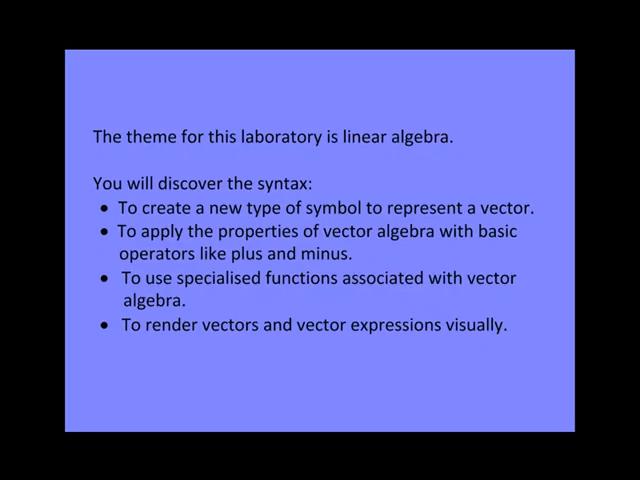 The theme for this laboratory is linear algebra.
You will discover the syntax:
• To create a new type of symbol to represent a vector.
• To apply the properties of vector algebra with basic
operators like plus and minus.
• To use specialised functions associated with vector
algebra.
• To render vectors and vector expressions visually.